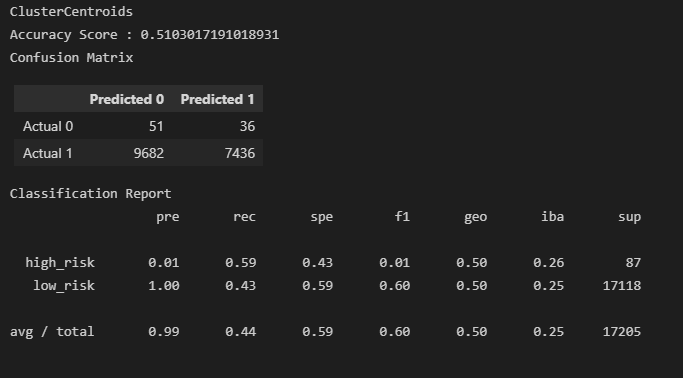 ClusterCentroids
Accuracy Score : 0.5103017191018931
Confusion Matrix
Predicted 0 Predicted 1
Actual 0 51 36
Actual 1 9682 7436
Classification Report
pre rec spe f1 geo iba sup
high_risk 0.01 0.59 0.43 0.01 0.50 0.26 87
low_risk 1.00 0.43 0.59 0.60 0.50 0.25 17118
avg / total 0.99 0.44 0.59 0.60 0.50 0.25 17205